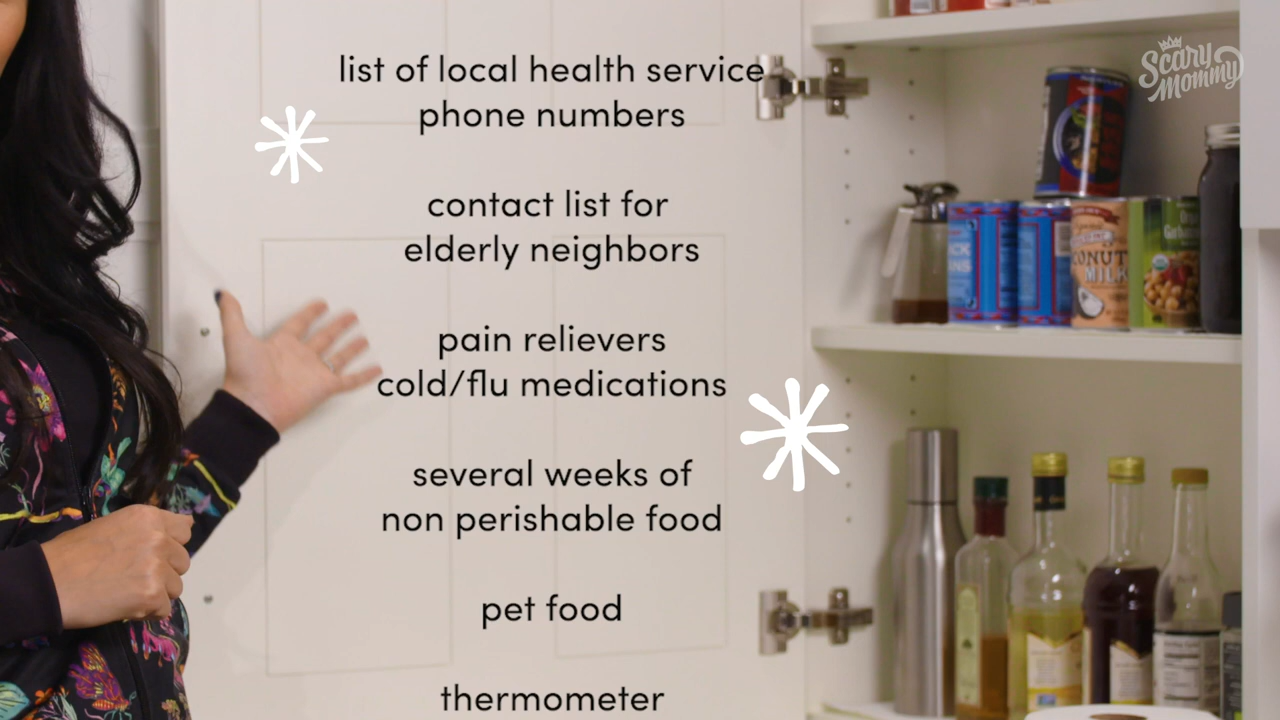 list of local health service
phone numbers
contact list for
elderly neighbors
pain relievers
cold/flu medications
several weeks of
non perishable food
pet food
thermometer
Scary
Mommy
COCONUT
MILK